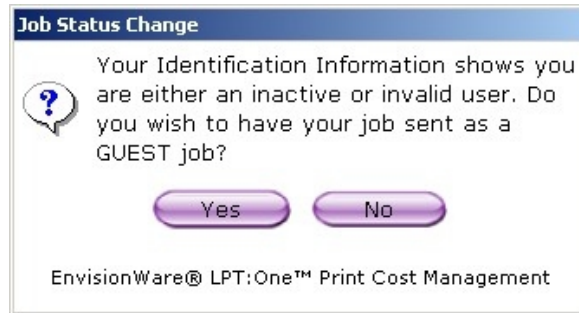 Job Status Change
Your Identification Information shows you
are either an inactive or invalid user. Do
you wish to have your job sent as a
GUEST job?
Yes No
EnvisionWare® LPT:One™ Print Cost Management